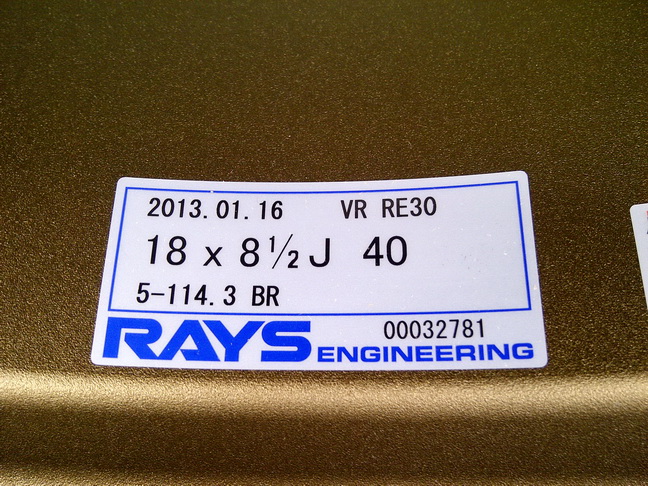 2013.01.16 VR RE30
18 x 8½J 40
5-114.3 BR
00032781
RAYS ENGINEERING